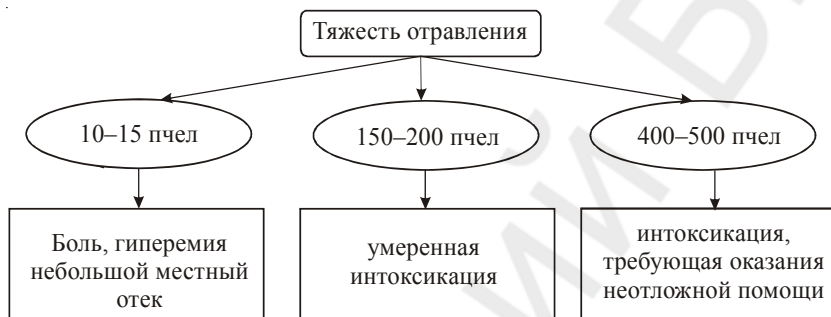 Тяжесть отравления
10–15 пчел
150–200 пчел
400–500 пчел
Боль, гиперемия
небольшой местный
отек
умеренная
интоксикация
интоксикация,
требующая оказания
неотложной помощи